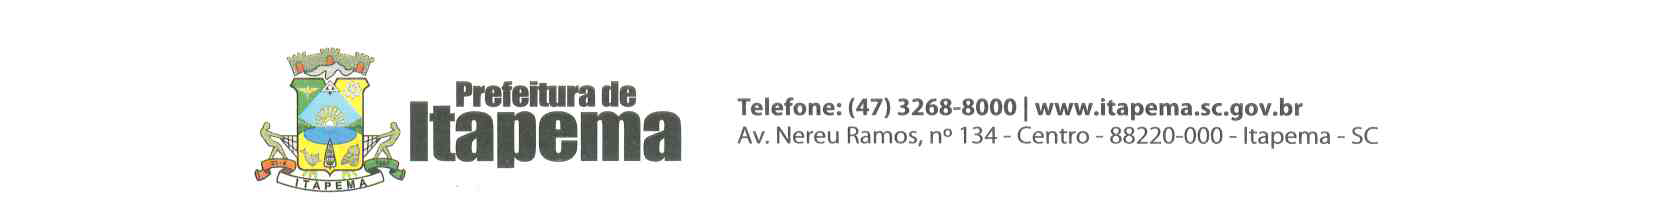 Prefeitura de
Itapema
ITAPEMA
Telefone: (47) 3268-8000 | www.itapema.sc.gov.br
Av. Nereu Ramos, nº 134 - Centro - 88220-000 - Itapema - SC